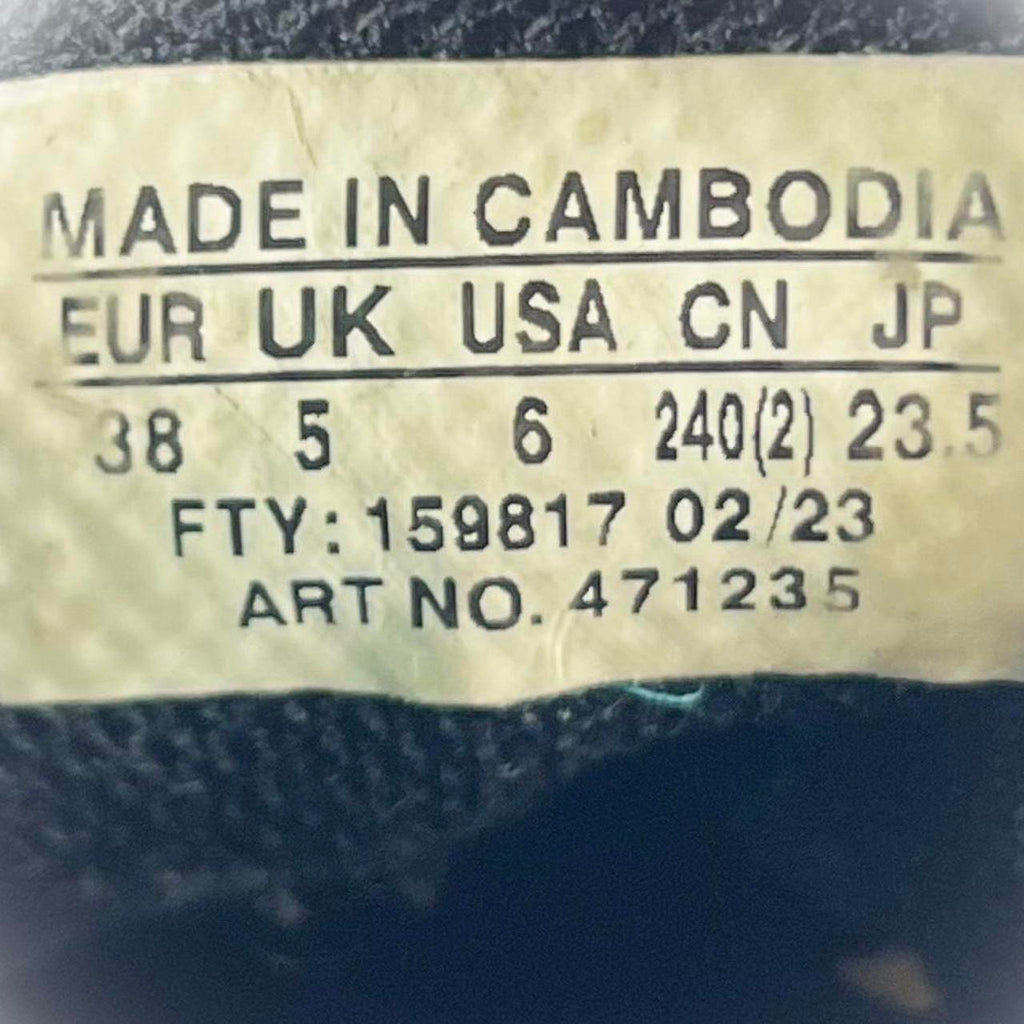 MADE IN CAMBODIA
EUR UK USA CN JP
38 5 6 240(2) 23.5
FTY: 159817 02/23
ART NO. 471235